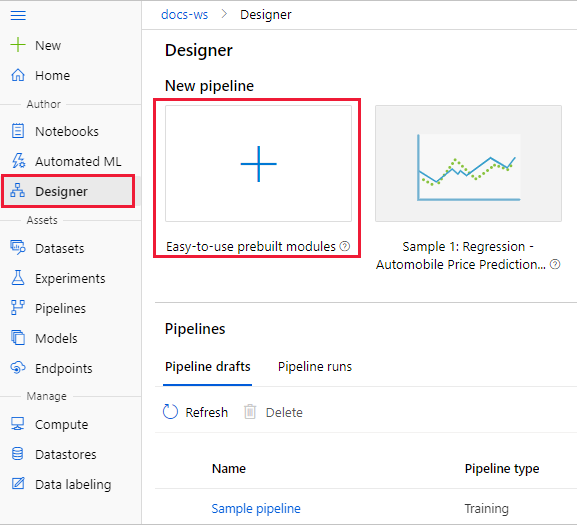 New
Home
Author
Notebooks
Automated ML
Designer
Assets
Datasets
Experiments
Pipelines
Models
Endpoints
Manage
Compute
Datastores
Data labeling
docs-ws > Designer
Designer
New pipeline
Easy-to-use prebuilt modules ?
Sample 1: Regression -
Automobile Price Prediction... ?
Pipelines
Pipeline drafts Pipeline runs
Refresh Delete
Name Pipeline type
Sample pipeline Training